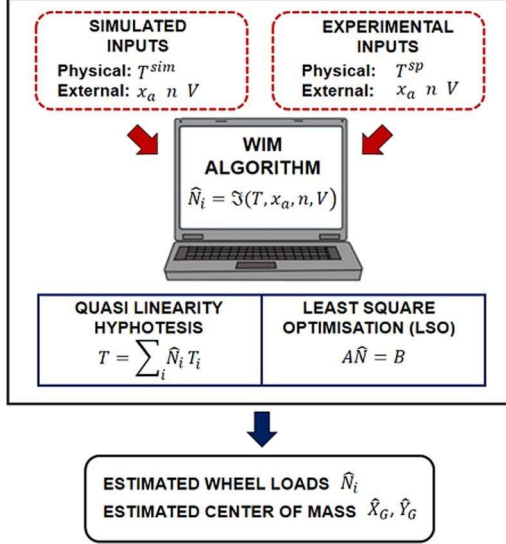 SIMULATED
INPUTS
Physical: T^{sim}
External: x_a n V
EXPERIMENTAL
INPUTS
Physical: T^{sp}
External: x_a n V
WIM
ALGORITHM
N̂_i = ℑ(T, x_a, n, V)
QUASI LINEARITY
HYPHOTESIS
T = ∑_i N̂_i T_i
LEAST SQUARE
OPTIMISATION (LSO)
AN̂ = B
ESTIMATED WHEEL LOADS N̂_i
ESTIMATED CENTER OF MASS X̂_G, Ŷ_G